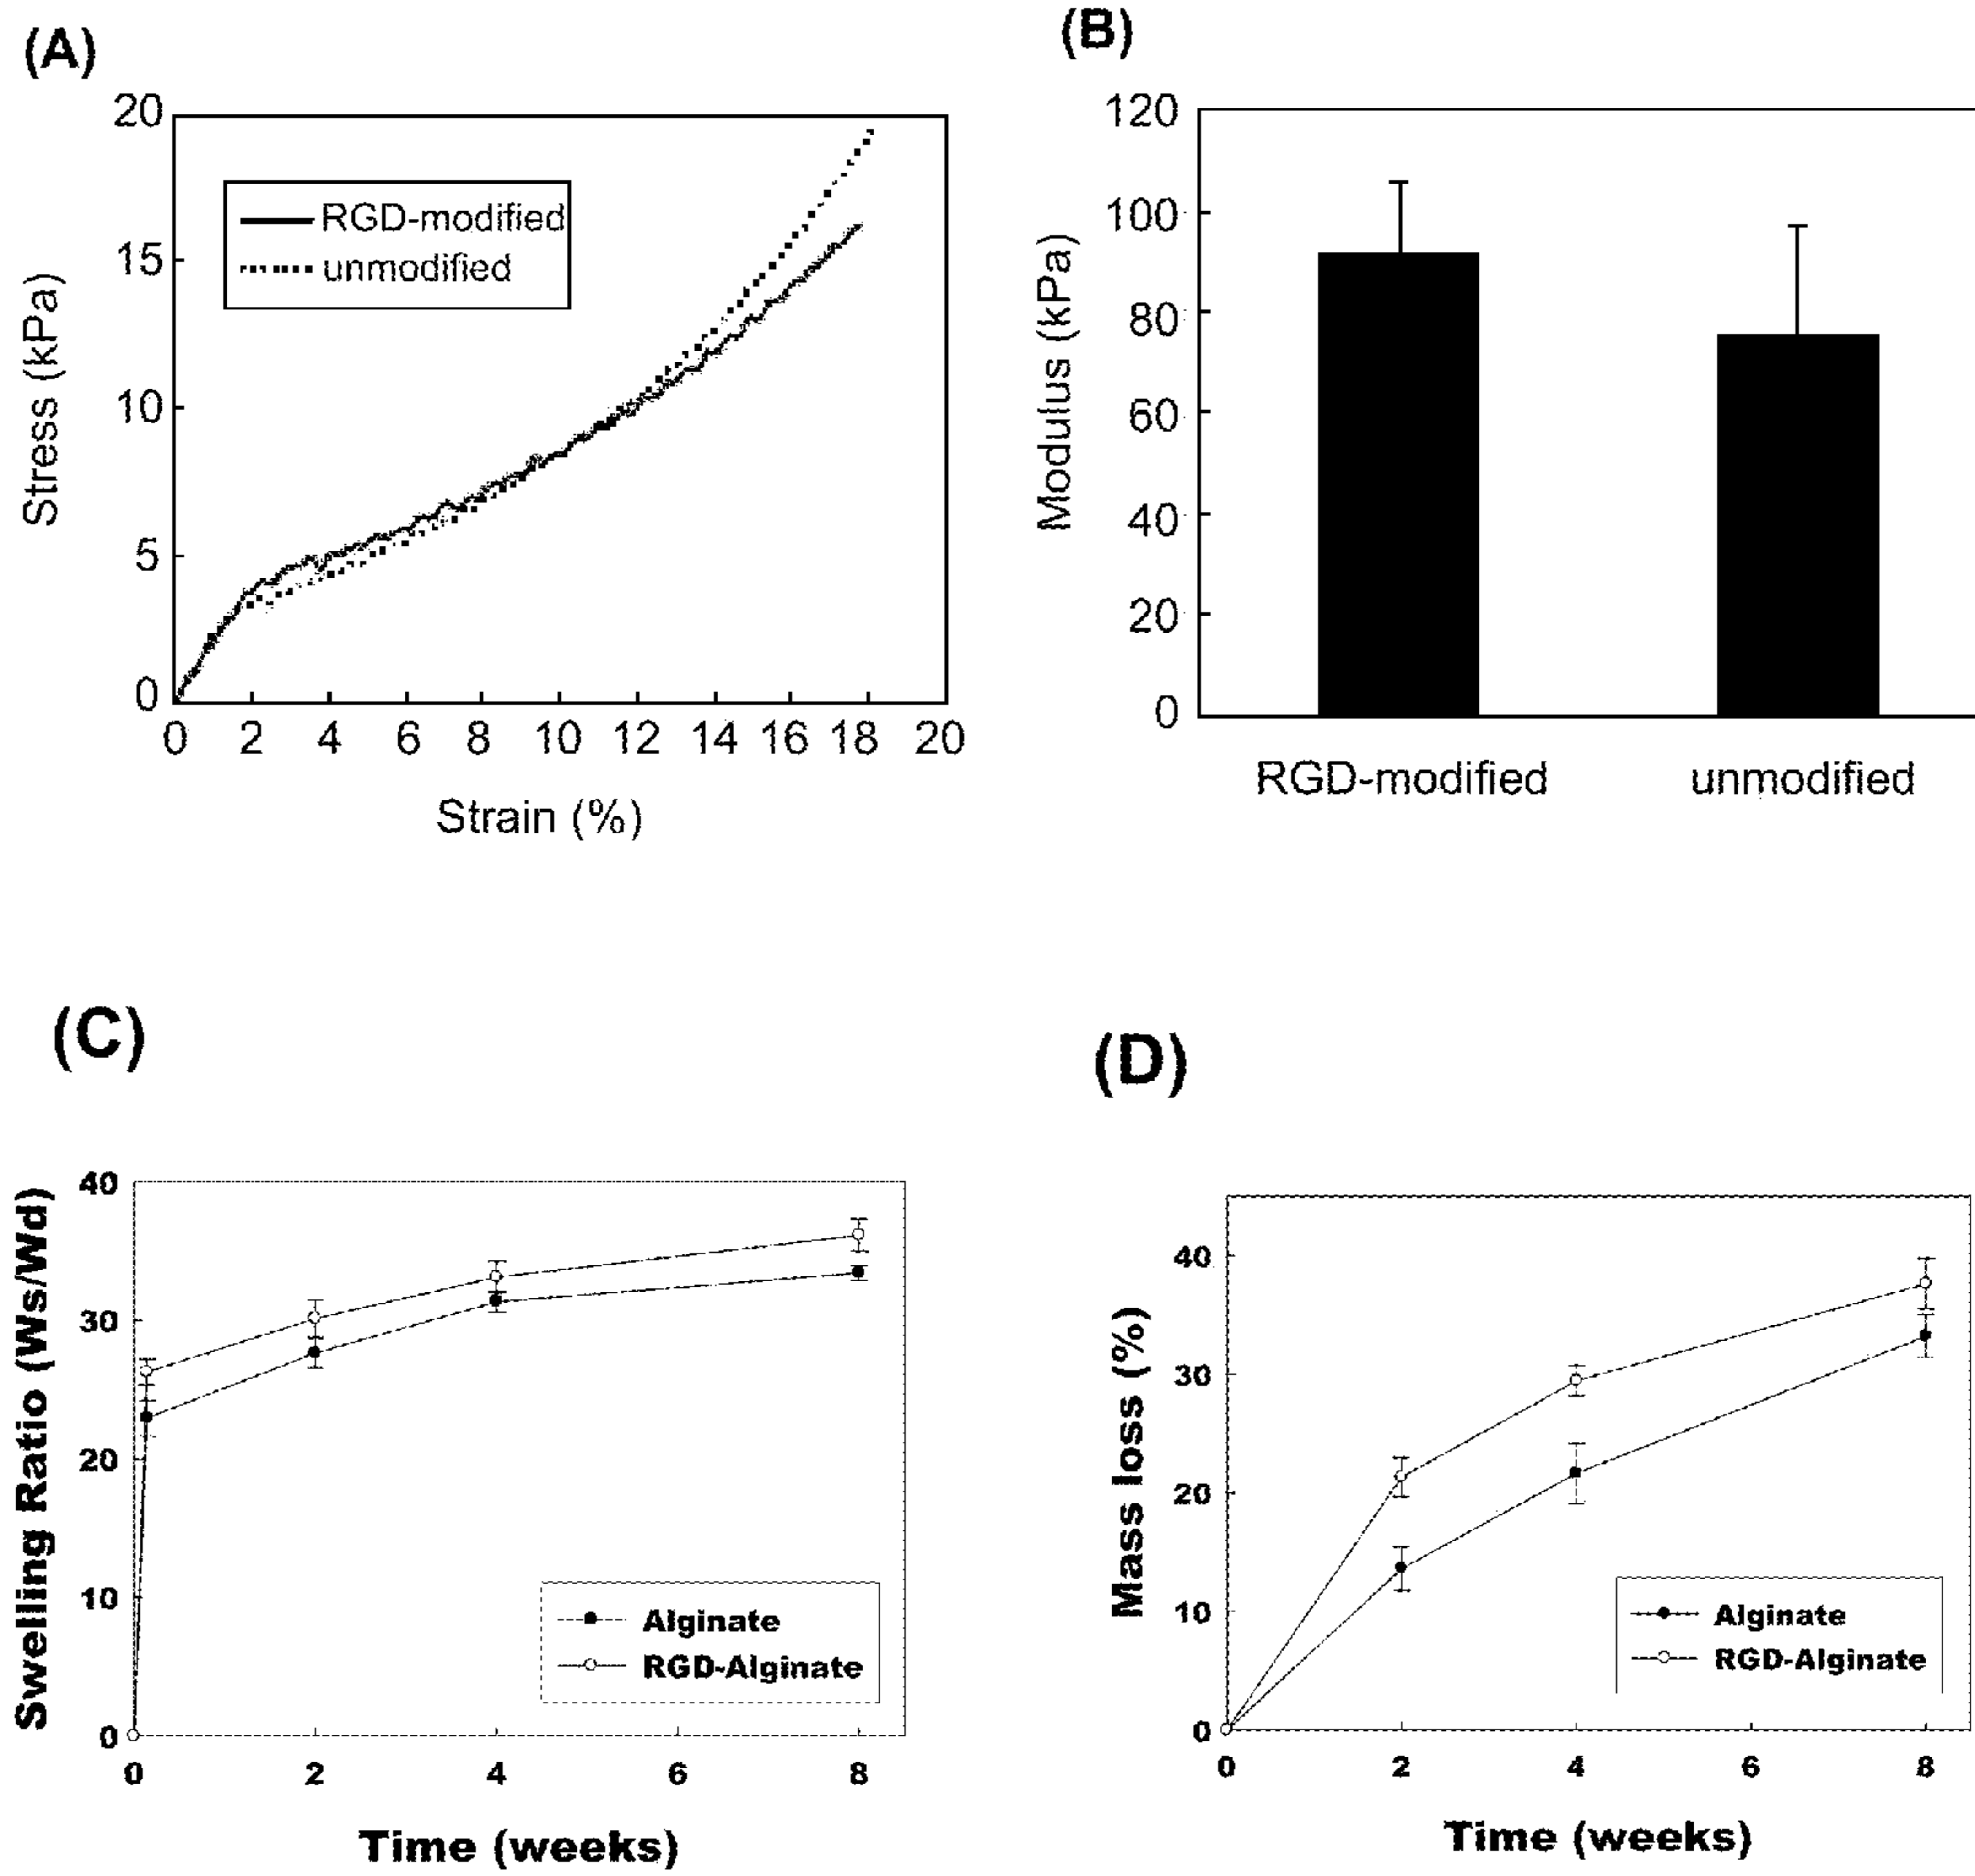 (A)
20
15
10
5
0
Stress (kPa)
RGD-modified
unmodified
0 2 4 6 8 10 12 14 16 18 20
Strain (%)
(B)
120
100
80
60
40
20
0
Modulus (kPa)
RGD-modified unmodified
(C)
40
30
20
10
0
Swelling Ratio (Ws/Wd)
Alginate
RGD-Alginate
0 2 4 6 8
Time (weeks)
(D)
40
30
20
10
0
Mass loss (%)
Alginate
RGD-Alginate
0 2 4 6 8
Time (weeks)